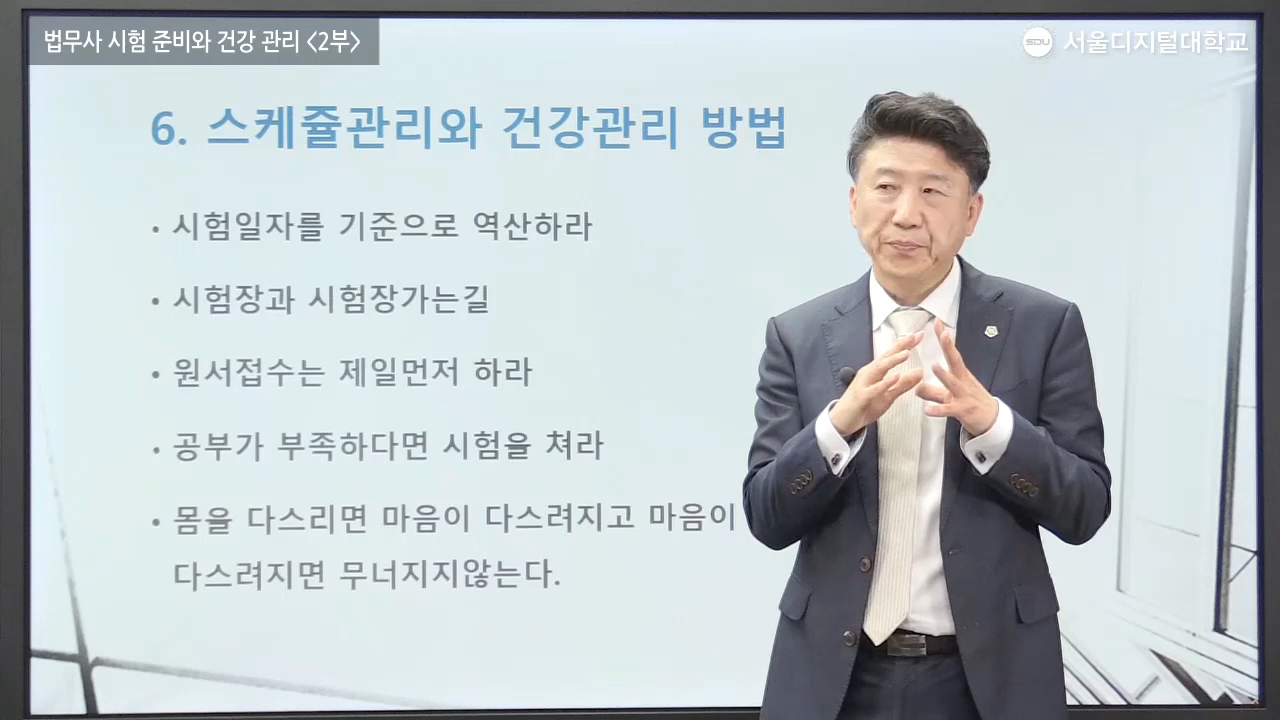 법무사 시험 준비와 건강 관리 <2부>
SDU 서울디지털대학교
6. 스케쥴관리와 건강관리 방법
• 시험일자를 기준으로 역산하라
• 시험장과 시험장가는길
• 원서접수는 제일먼저 하라
• 공부가 부족하다면 시험을 쳐라
• 몸을 다스리면 마음이 다스려지고 마음이
다스려지면 무너지지않는다.